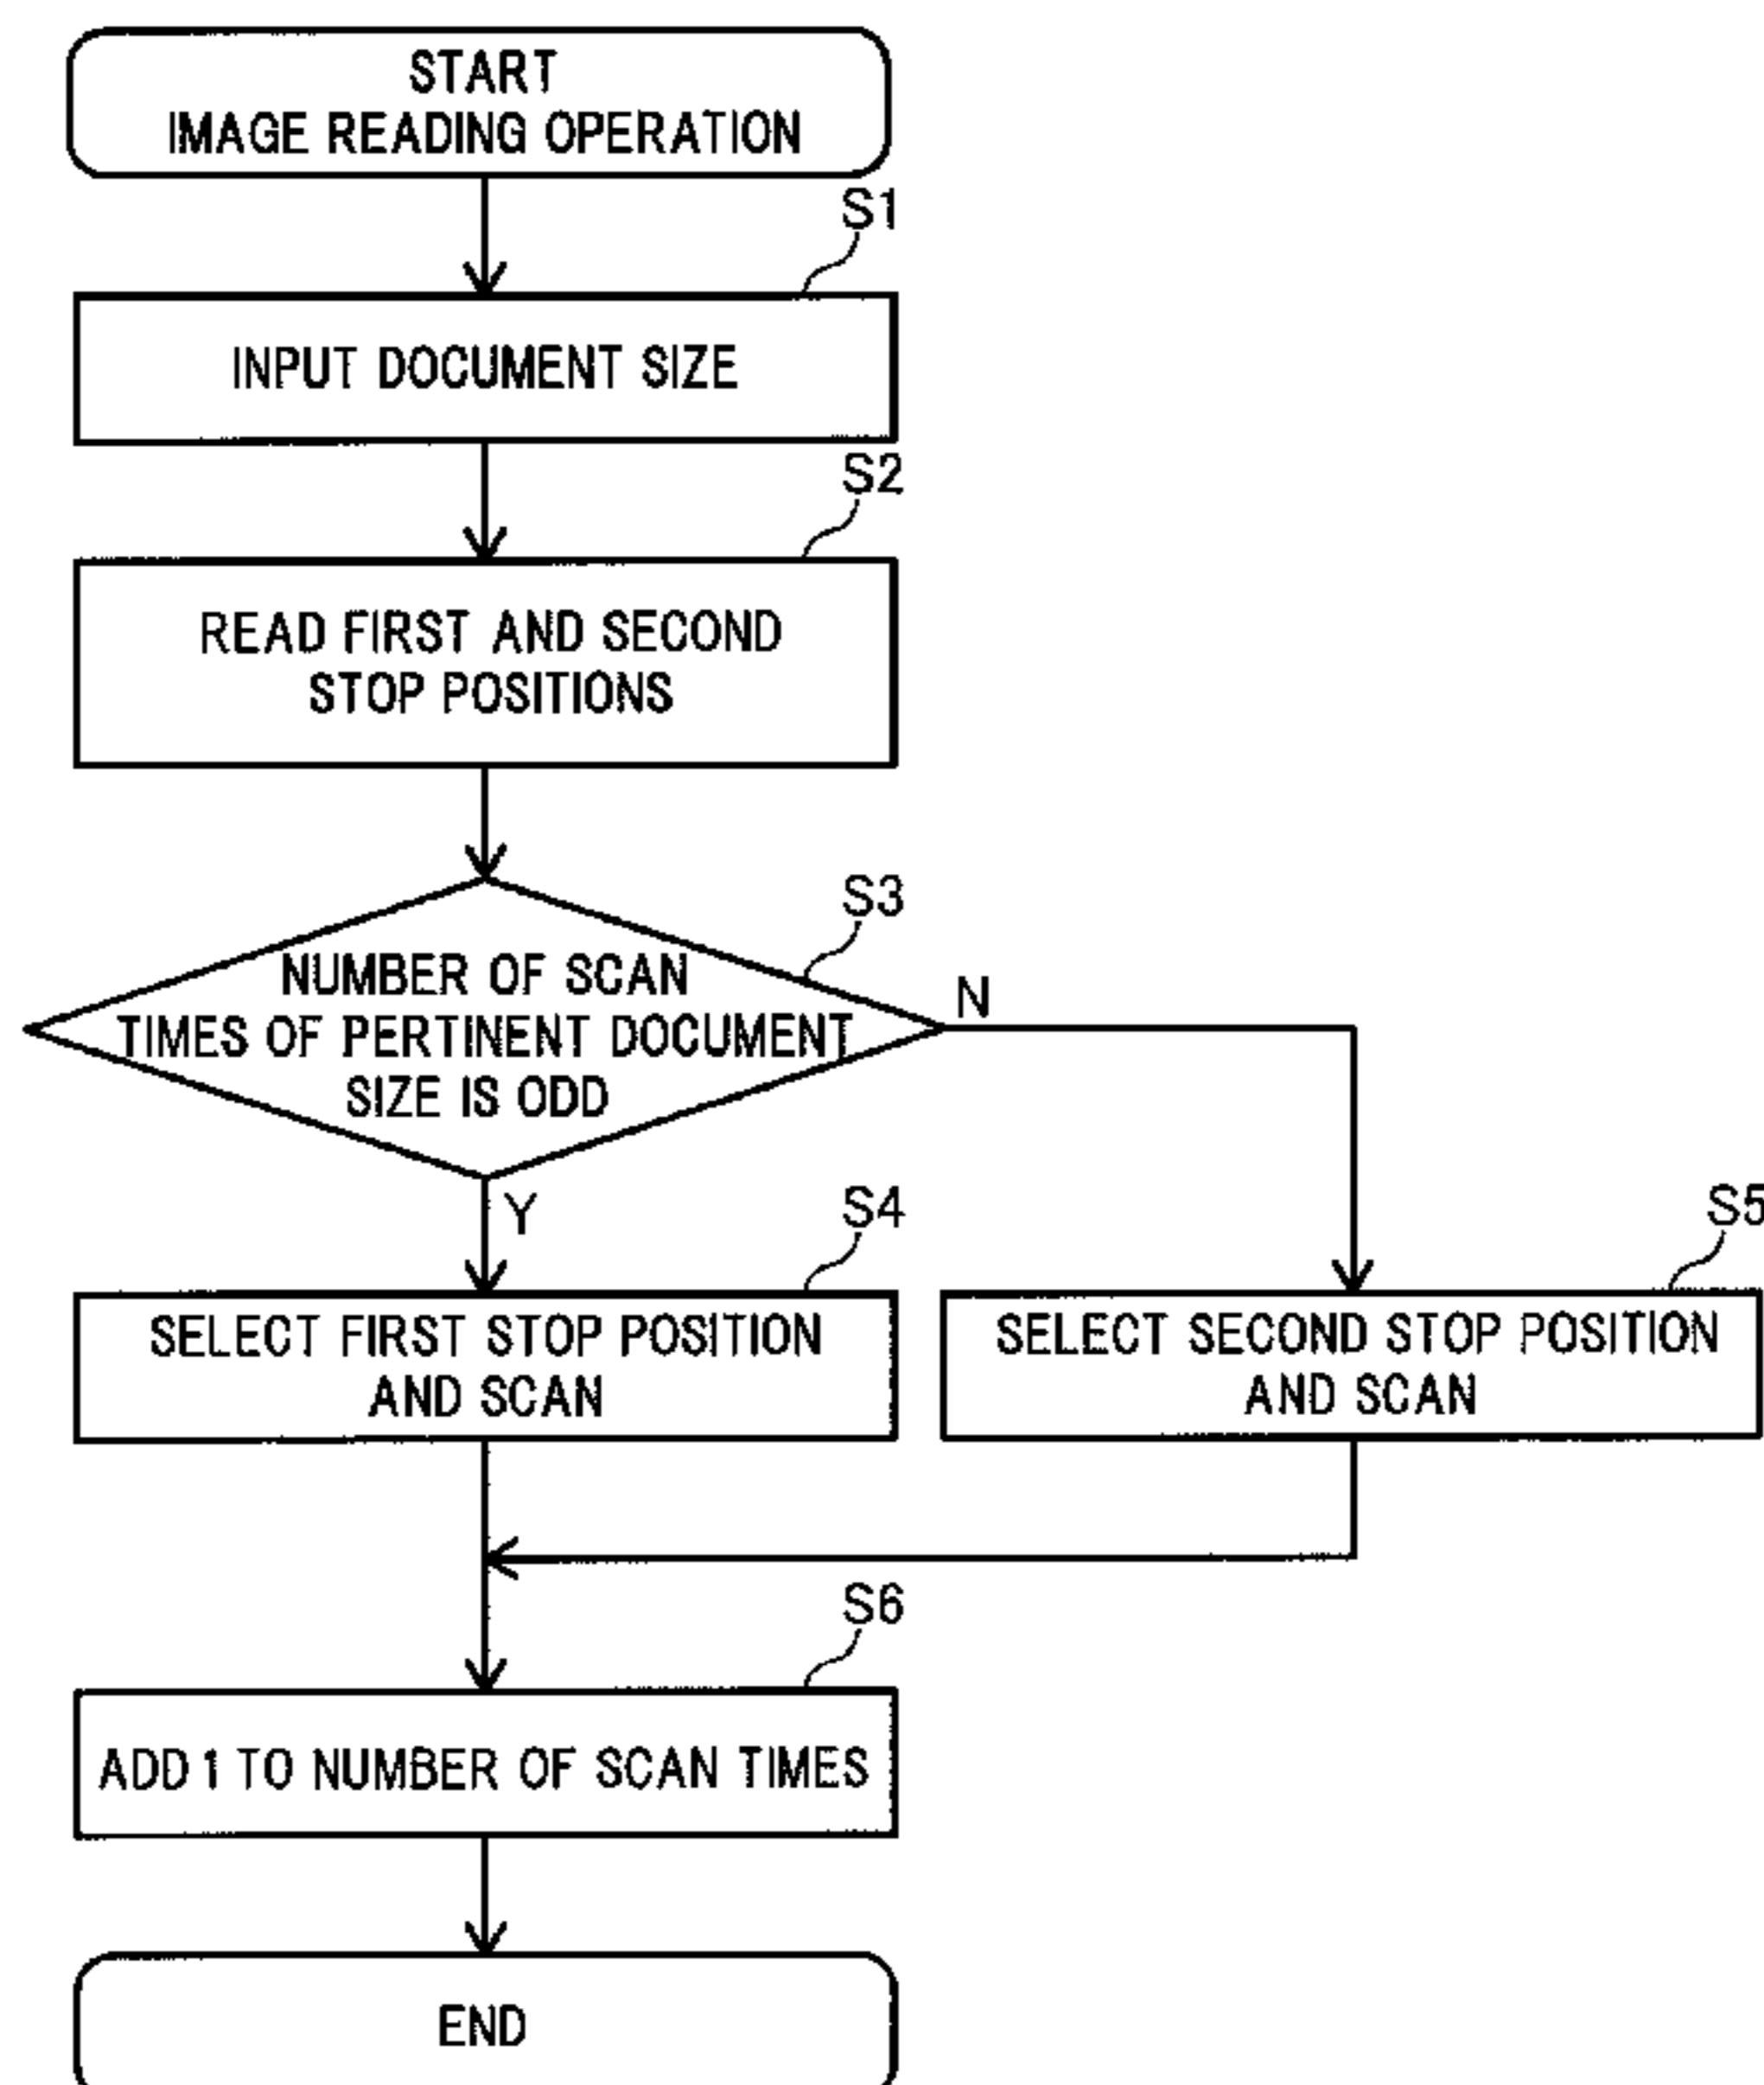 START
IMAGE READING OPERATION
S1
INPUT DOCUMENT SIZE
S2
READ FIRST AND SECOND
STOP POSITIONS
S3
NUMBER OF SCAN
TIMES OF PERTINENT DOCUMENT
SIZE IS ODD
N
Y
S4
SELECT FIRST STOP POSITION
AND SCAN
S5
SELECT SECOND STOP POSITION
AND SCAN
S6
ADD 1 TO NUMBER OF SCAN TIMES
END